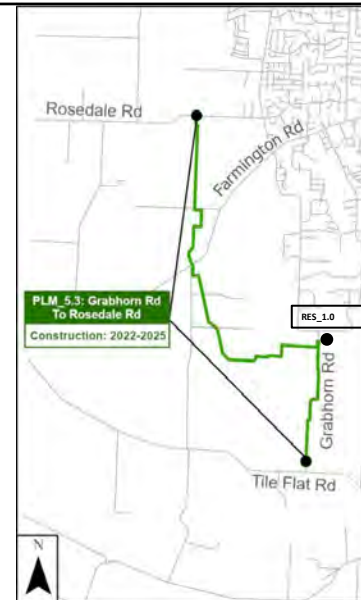 Rosedale Rd
Farmington Rd
PLM_5.3: Grabhorn Rd
To Rosedale Rd
Construction: 2022-2025
RES_1.0
Grabhorn Rd
Tile Flat Rd
N